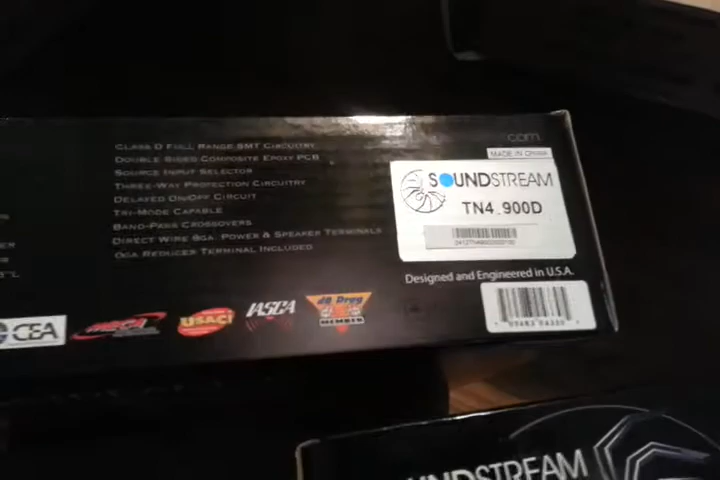 .com
CLASS D FULL RANGE SMT CIRCUITRY
DOUBLE SIDED COMPOSITE EPOXY PCB
SOURCE INPUT SELECTOR
THREE-WAY PROTECTION CIRCUITRY
DELAYED ON/OFF CIRCUIT
TRI-MODE CAPABLE
BAND-PASS CROSSOVERS
DIRECT WIRE 8GA. POWER & SPEAKER TERMINALS
0GA REDUCER TERMINAL INCLUDED
MADE IN CHINA
SOUNDSTREAM
TN4.900D
Designed and Engineered in U.S.A.
CEA
MECA
USACi
IASCA
dB Drag
MEMBER
SOUNDSTREAM